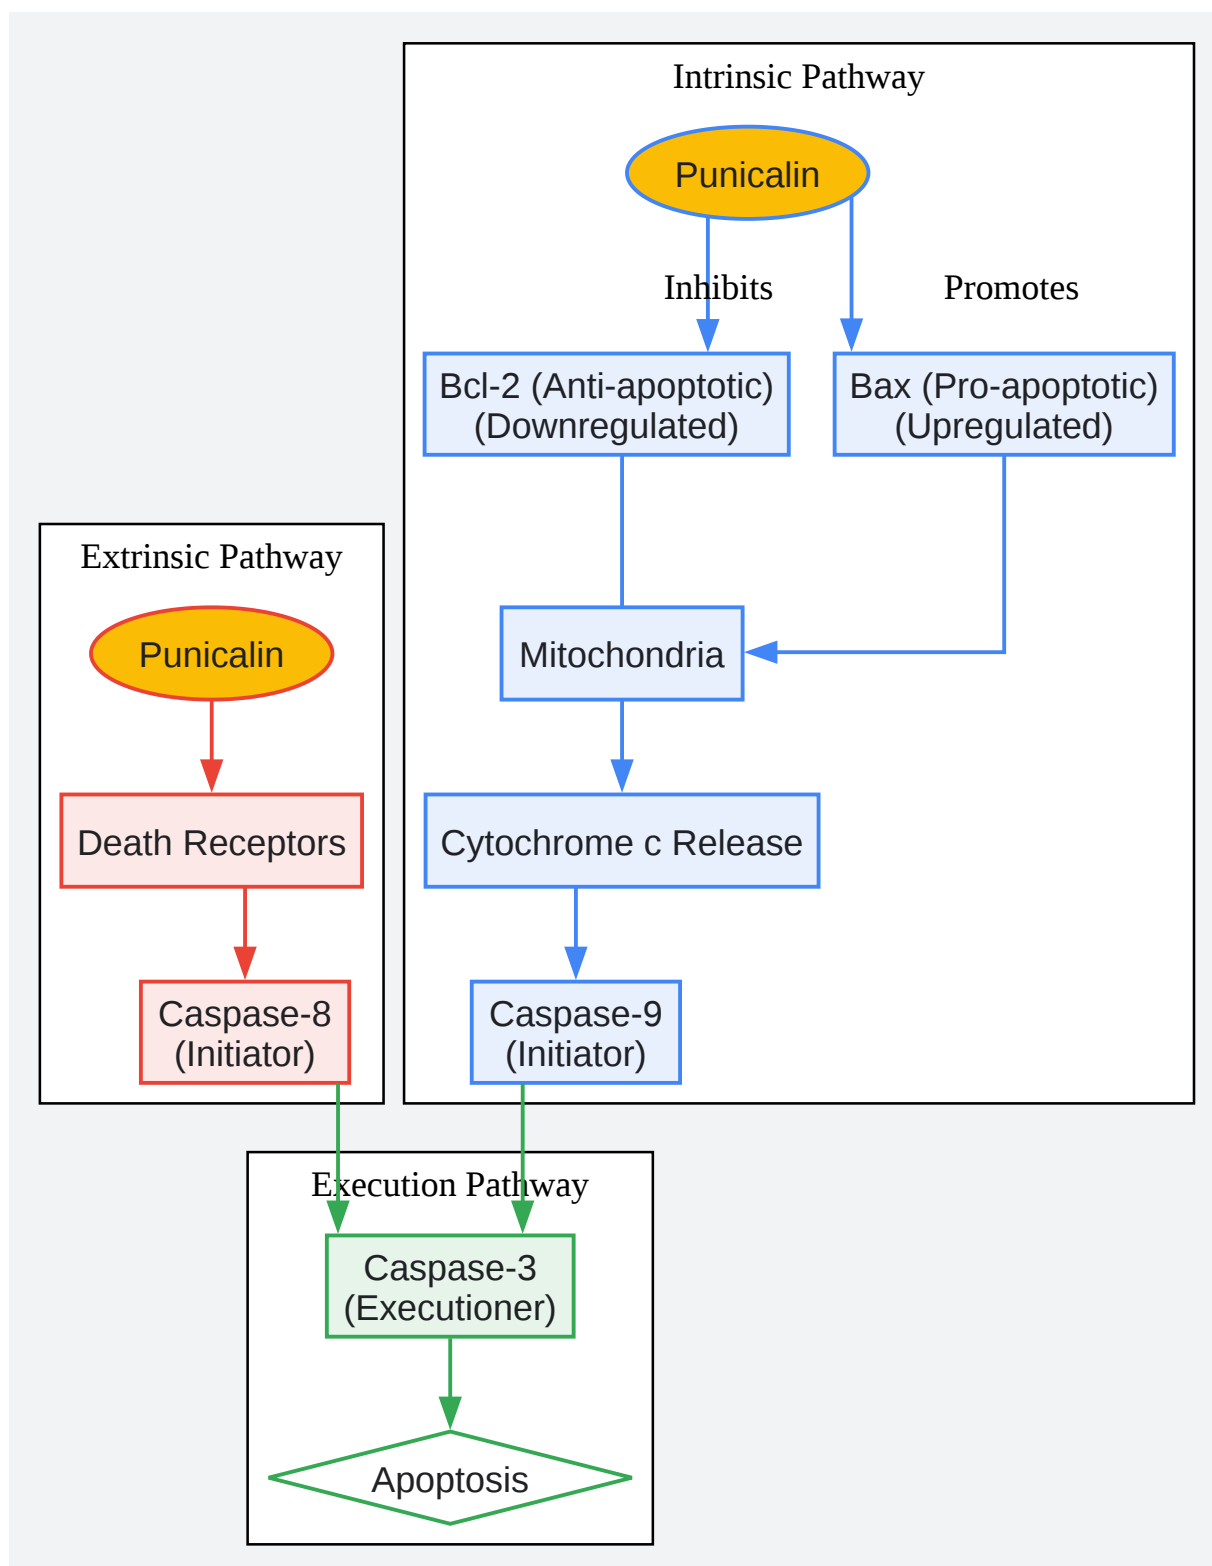 Intrinsic Pathway
Punicalin
Inhibits
Promotes
Bcl-2 (Anti-apoptotic)
(Downregulated)
Bax (Pro-apoptotic)
(Upregulated)
Extrinsic Pathway
Punicalin
Mitochondria
Death Receptors
Cytochrome c Release
Caspase-8
(Initiator)
Caspase-9
(Initiator)
Execution Pathway
Caspase-3
(Executioner)
Apoptosis